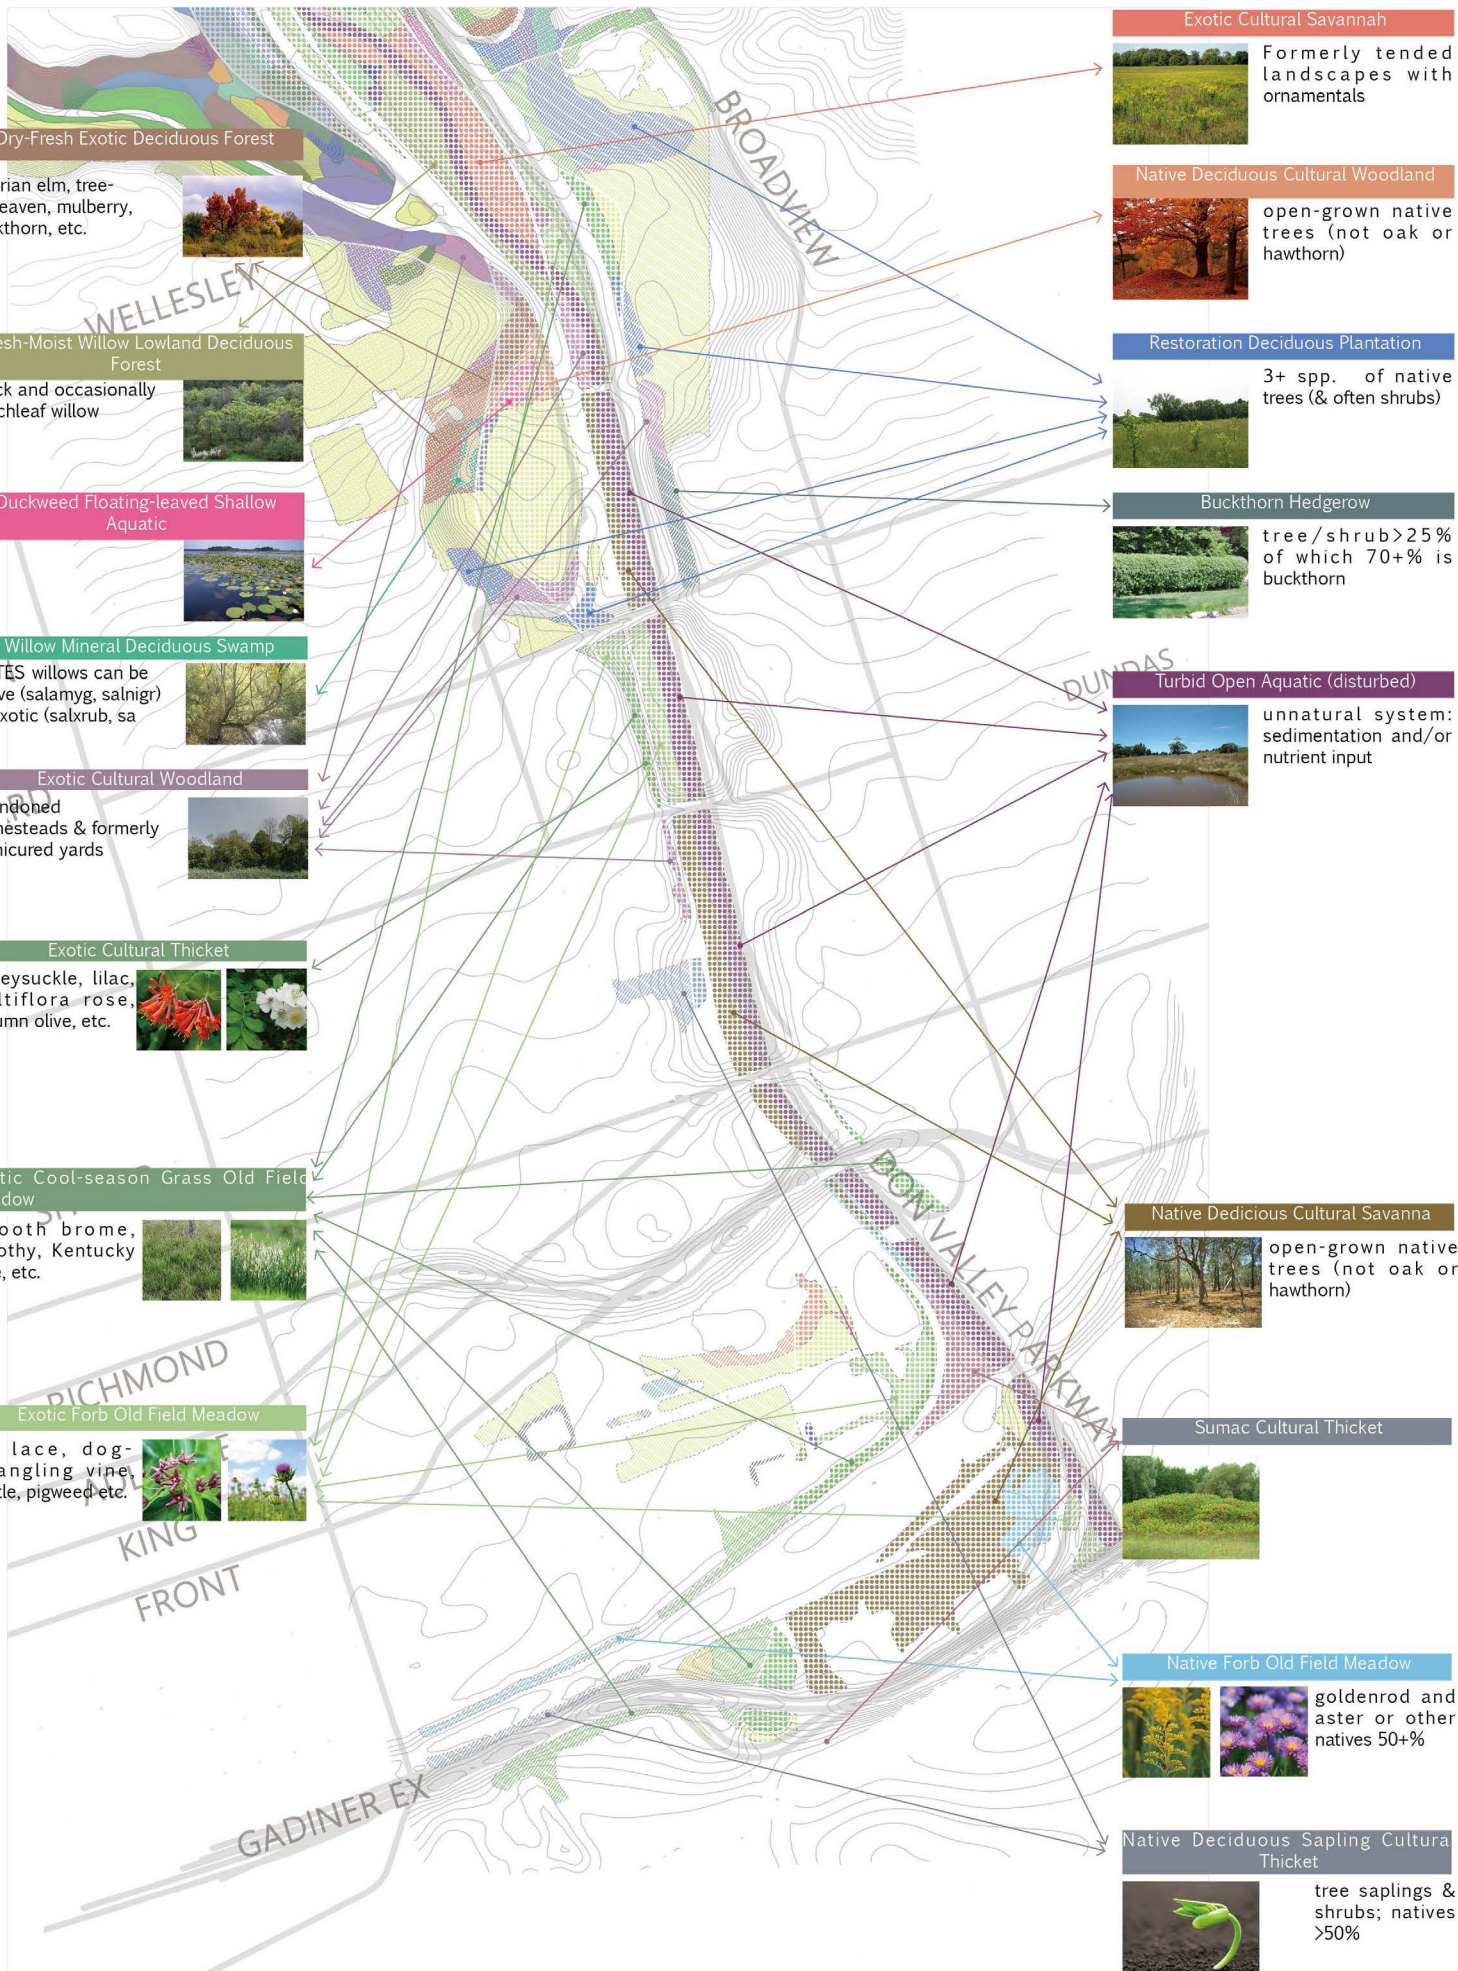 Exotic Cultural Savannah
Formerly tended
landscapes with
ornamentals
Dry-Fresh Exotic Deciduous Forest
rian elm, tree-
eaven, mulberry,
kthorn, etc.
Native Deciduous Cultural Woodland
open-grown native
trees (not oak or
hawthorn)
BROADVIEW
WELLESLEY
esh-Moist Willow Lowland Deciduous
Forest
ck and occasionally
chleaf willow
Restoration Deciduous Plantation
3+ spp. of native
trees (& often shrubs)
Duckweed Floating-leaved Shallow
Aquatic
Buckthorn Hedgerow
tree/shrub>25%
of which 70+% is
buckthorn
Willow Mineral Deciduous Swamp
TES willows can be
ve (salamyg, salnigr)
exotic (salxrub, sa
DUNDAS
Turbid Open Aquatic (disturbed)
unnatural system:
sedimentation and/or
nutrient input
Exotic Cultural Woodland
ndoned
nesteads & formerly
nicured yards
RD
Exotic Cultural Thicket
eysuckle, lilac,
ltiflora rose,
umn olive, etc.
tic Cool-season Grass Old Field
dow
ooth brome,
othy, Kentucky
e, etc.
DON VALLEY PARKWAY
Native Dedicious Cultural Savanna
open-grown native
trees (not oak or
hawthorn)
RICHMOND
Exotic Forb Old Field Meadow
lace, dog-
angling vine,
tle, pigweed etc.
Sumac Cultural Thicket
KING
FRONT
Native Forb Old Field Meadow
goldenrod and
aster or other
natives 50+%
GADINER EX
Native Deciduous Sapling Cultura
Thicket
tree saplings &
shrubs; natives
>50%